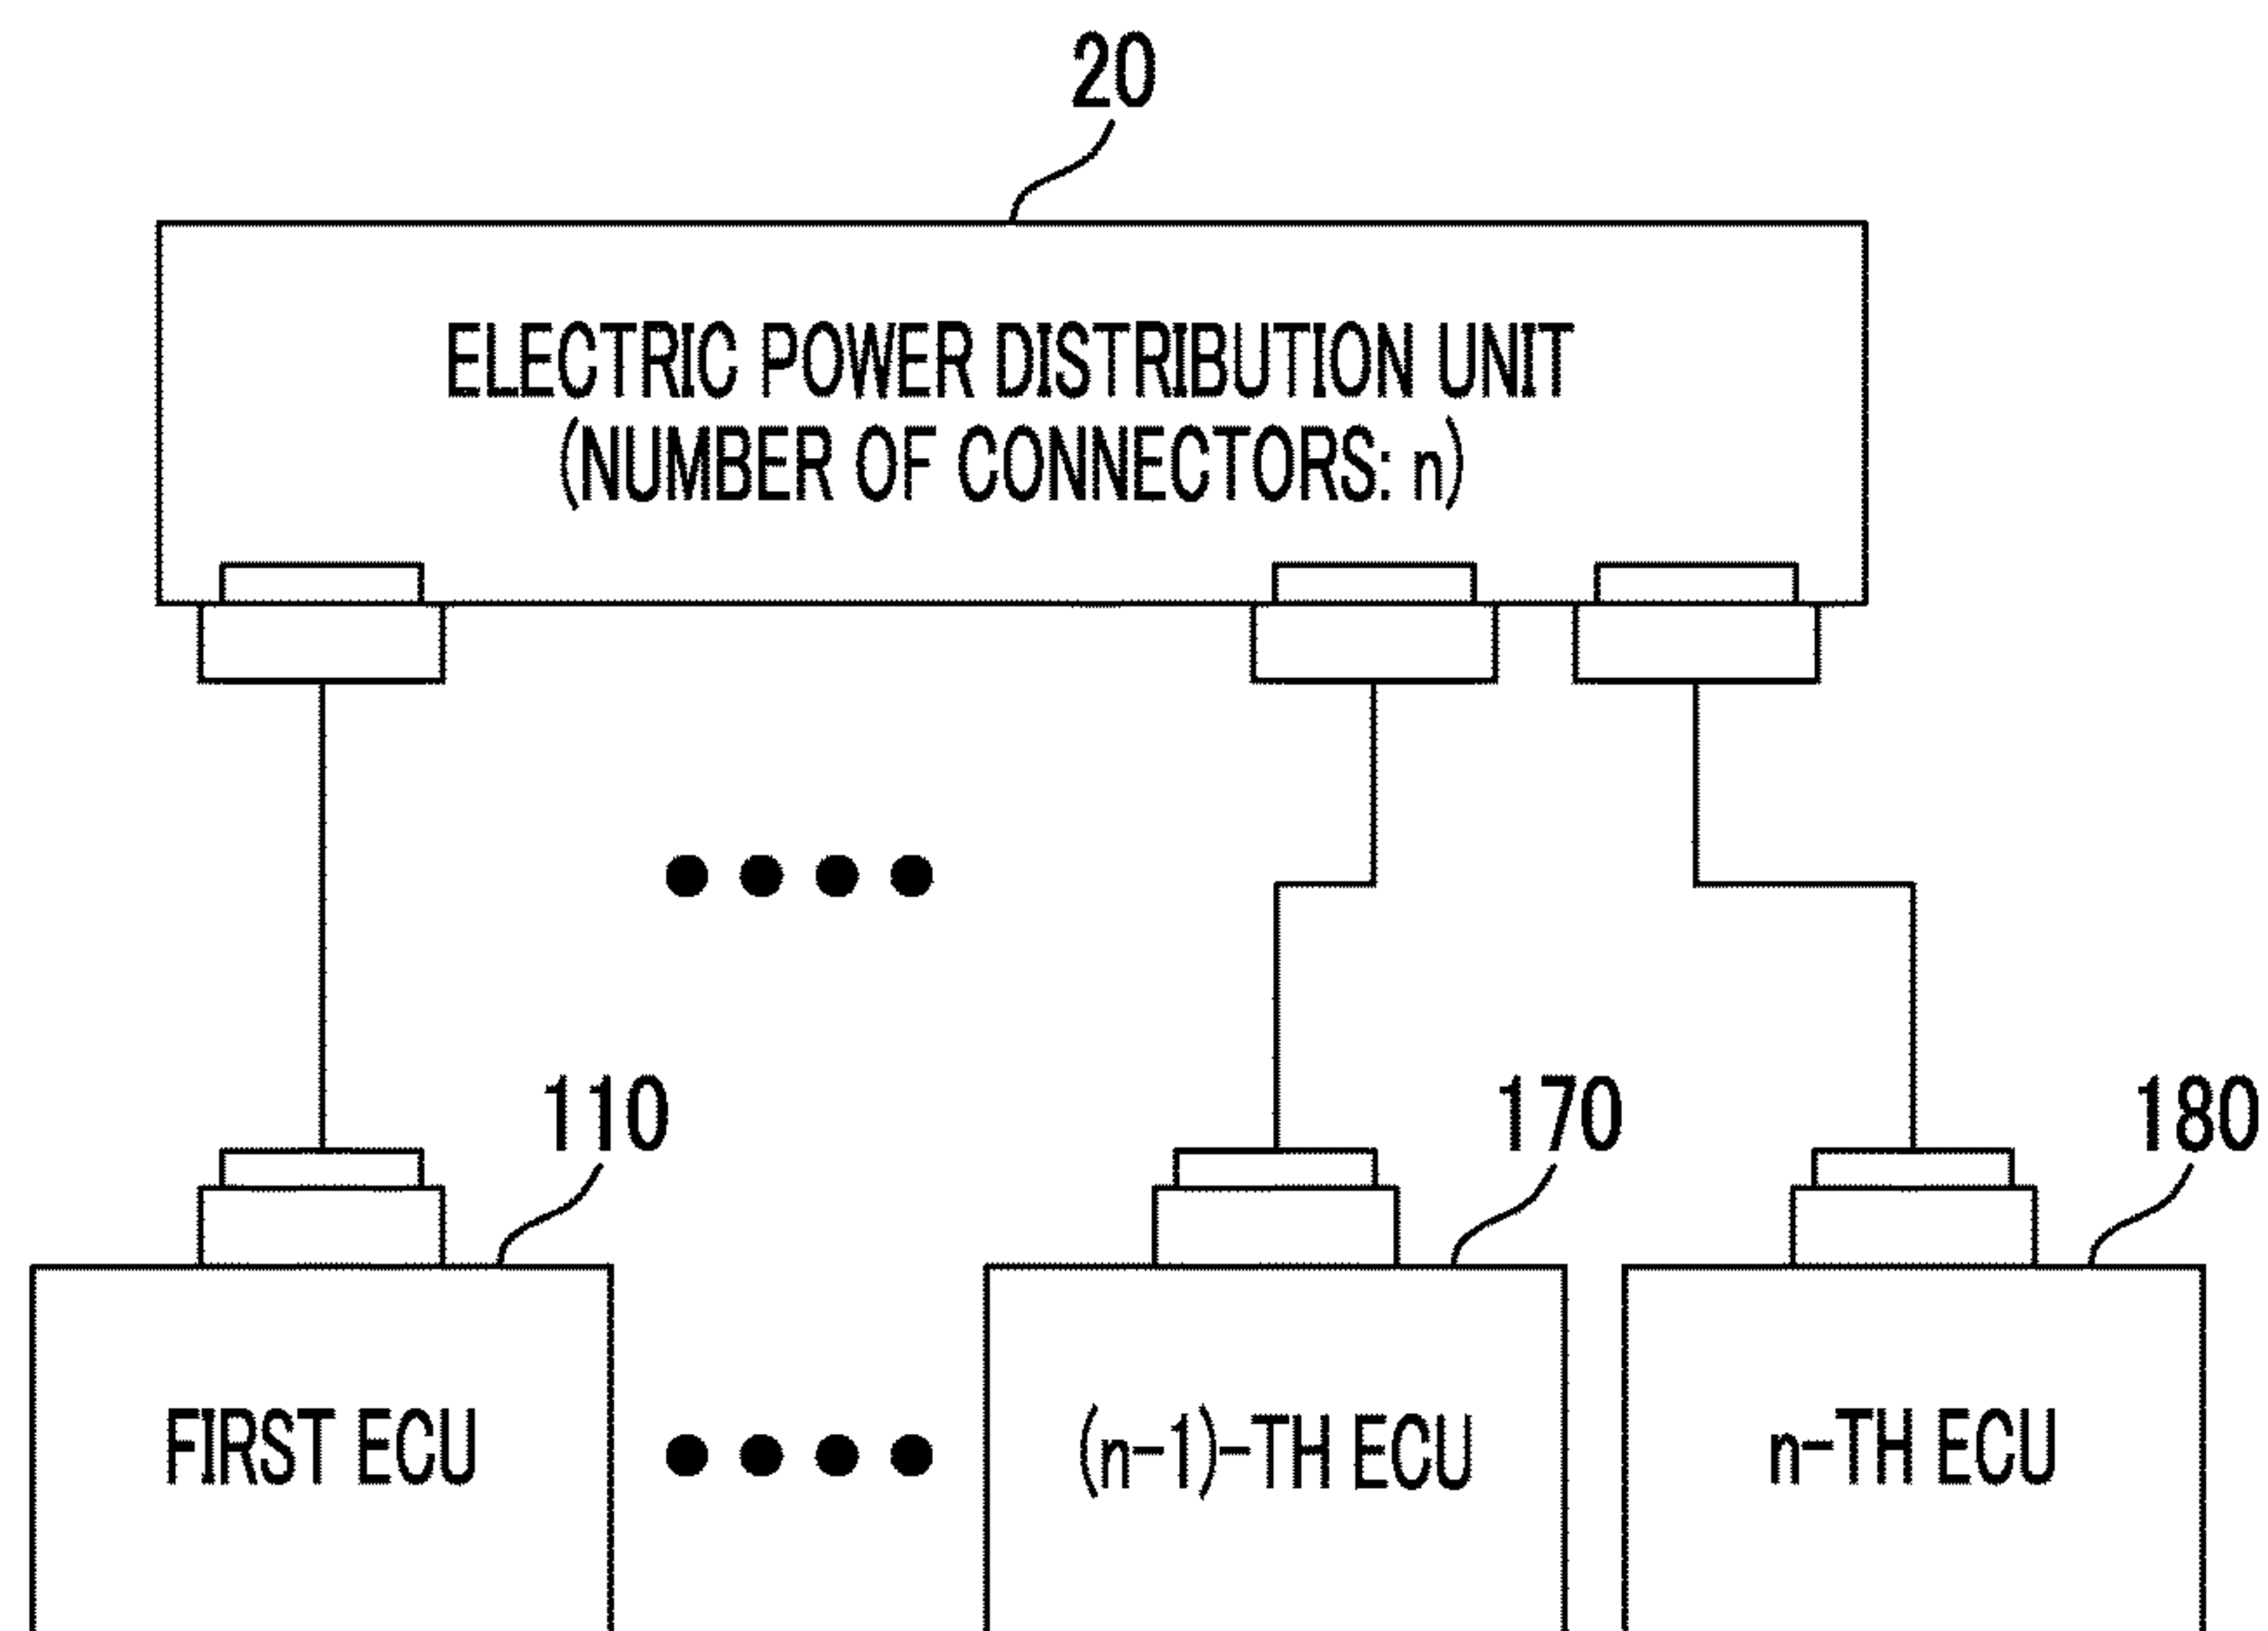 20
ELECTRIC POWER DISTRIBUTION UNIT
(NUMBER OF CONNECTORS: n)
110
170
180
FIRST ECU
(n-1)-TH ECU
n-TH ECU